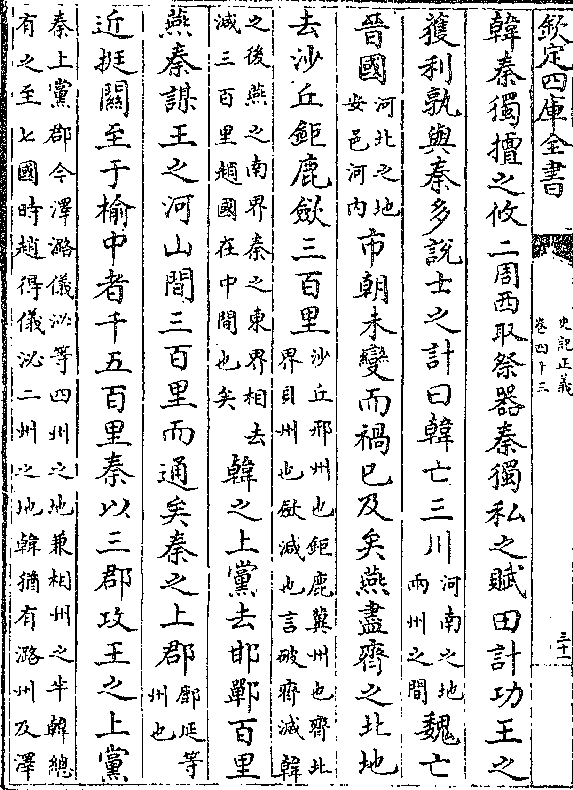 欽定四庫全書
史記正義
卷四十三
三十一
韓秦獨擅之收二周西取祭器秦獨私之賦田計功王之
獲利孰與秦多說士之計曰韓亡三川
河南之地
兩州之間
魏亡
晉國
河北之地
安邑河内
市朝未變而禍已及矣燕盡齊之北地
去沙丘鉅鹿斂三百里
沙丘邢州也鉅鹿冀州也齊北
界貝州也斂減也言破齊滅韓
之後燕之南界秦之東界相去
減三百里趙國在中間也矣
韓之上黨去邯鄲百里
燕秦謀王之河山間三百里而通矣秦之上郡
鄜延等
州也
近挺關至于榆中者千五百里秦以三郡攻王之上黨
秦上黨郡今澤潞儀沁等四州之地兼相州之半韓總
有之至七國時趙得儀沁二州之地韓猶有潞州及澤